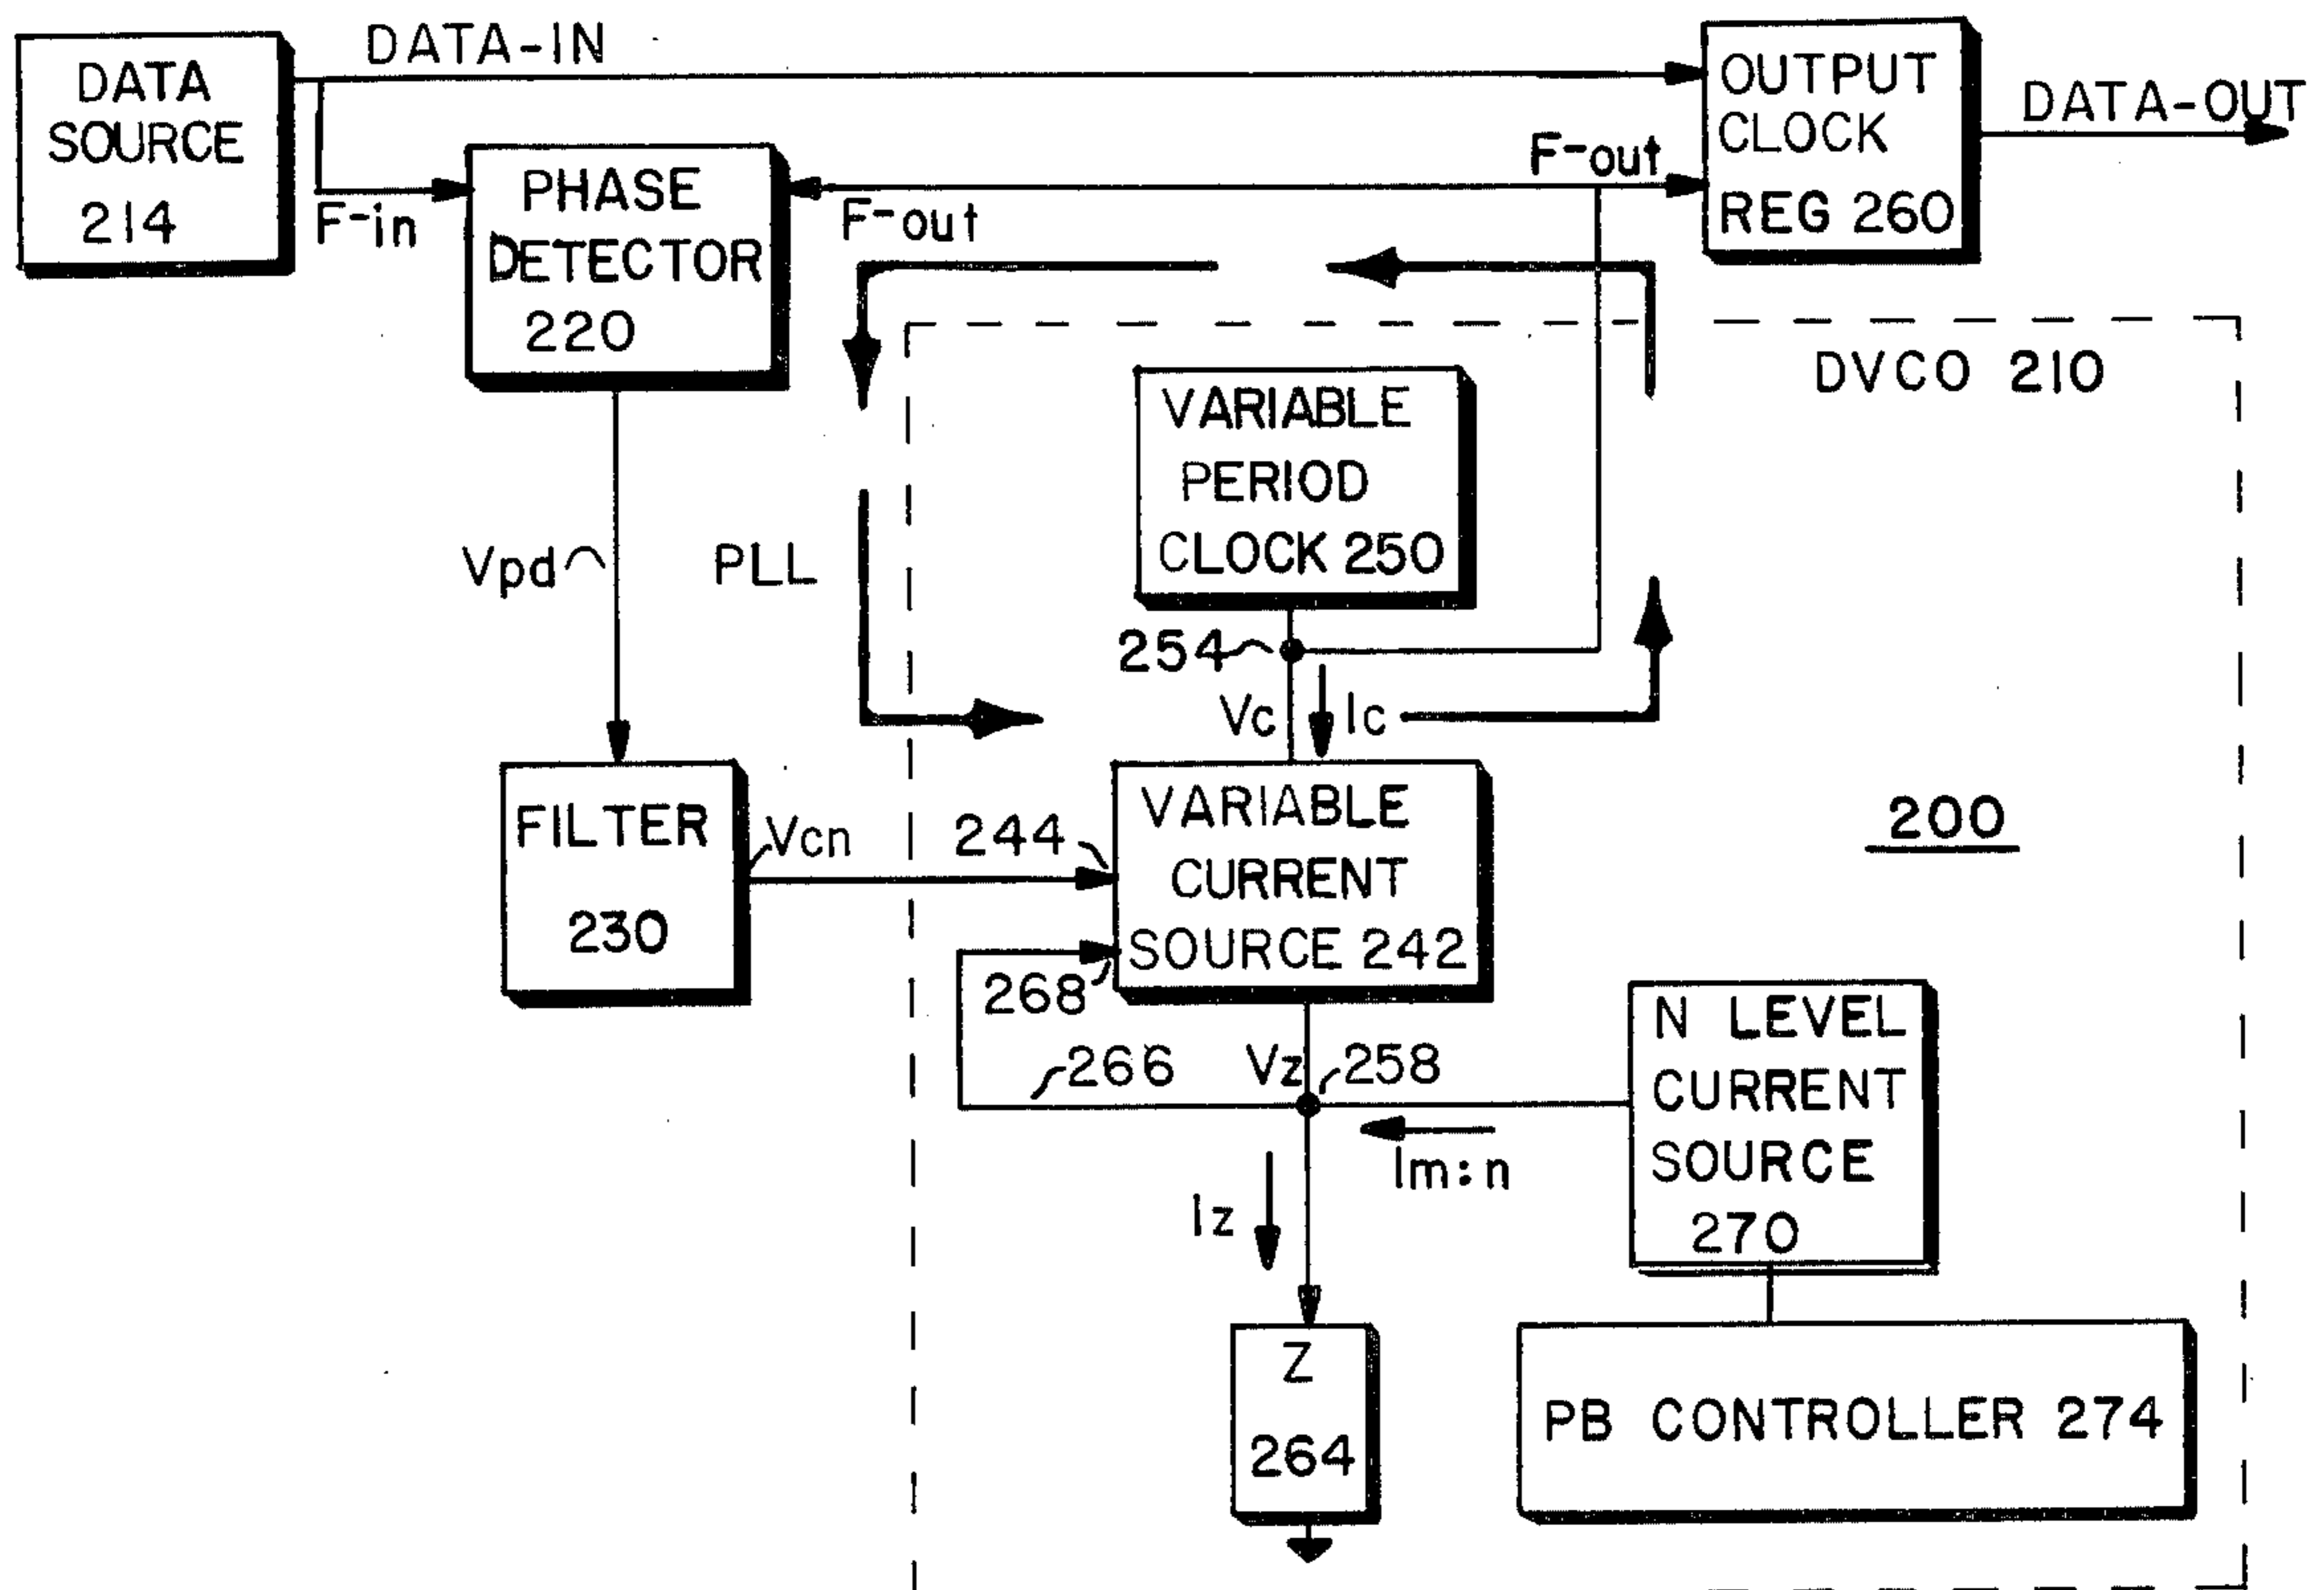 DATA-IN
DATA
SOURCE
214
OUTPUT
CLOCK
REG 260
DATA-OUT
F-in
PHASE
DETECTOR
220
F-out
F-out
DVCO 210
VARIABLE
PERIOD
CLOCK 250
Vpd
PLL
254
Vc
Ic
FILTER
230
Vcn
244
VARIABLE
CURRENT
SOURCE 242
268
200
266
Vz
258
N LEVEL
CURRENT
SOURCE
270
Im:n
Iz
Z
264
PB CONTROLLER 274